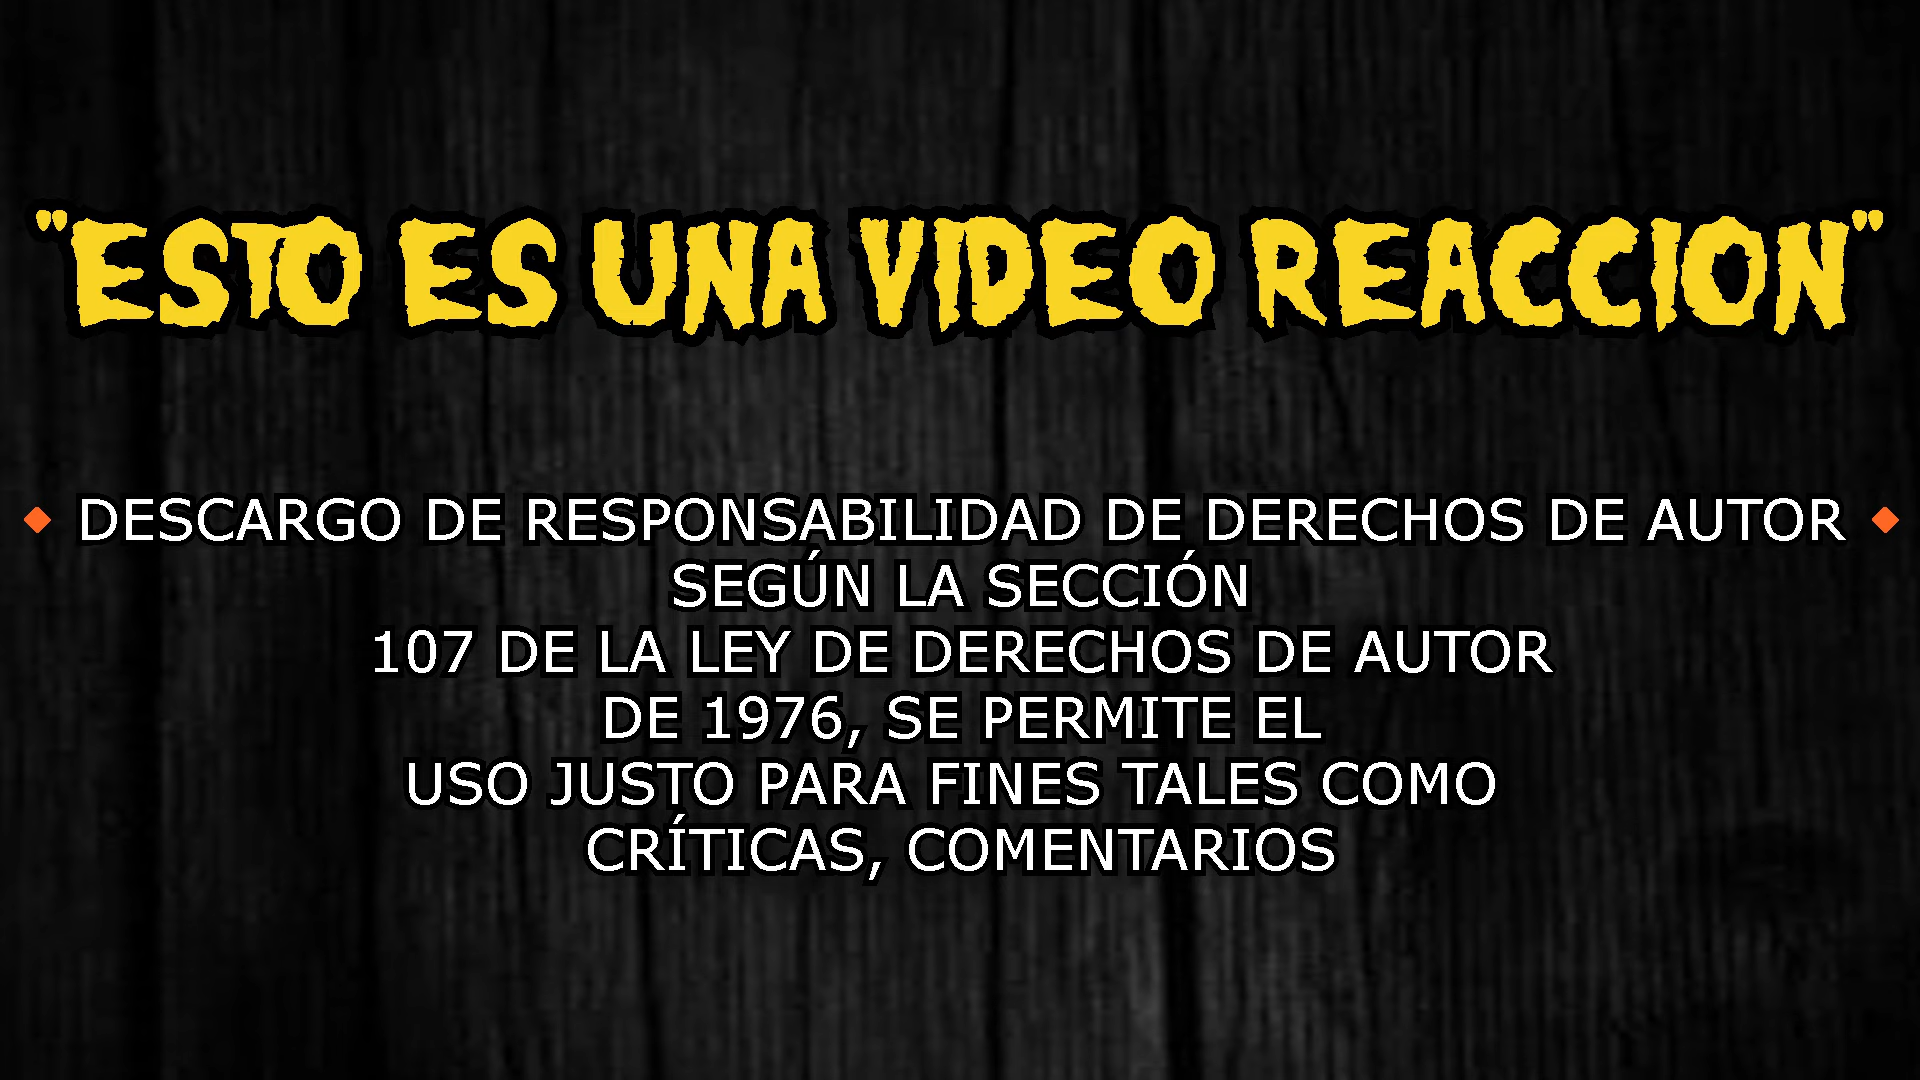 "ESTO ES UNA VIDEO REACCION"
🔸 DESCARGO DE RESPONSABILIDAD DE DERECHOS DE AUTOR 🔸
SEGÚN LA SECCIÓN
107 DE LA LEY DE DERECHOS DE AUTOR
DE 1976, SE PERMITE EL
USO JUSTO PARA FINES TALES COMO
CRÍTICAS, COMENTARIOS